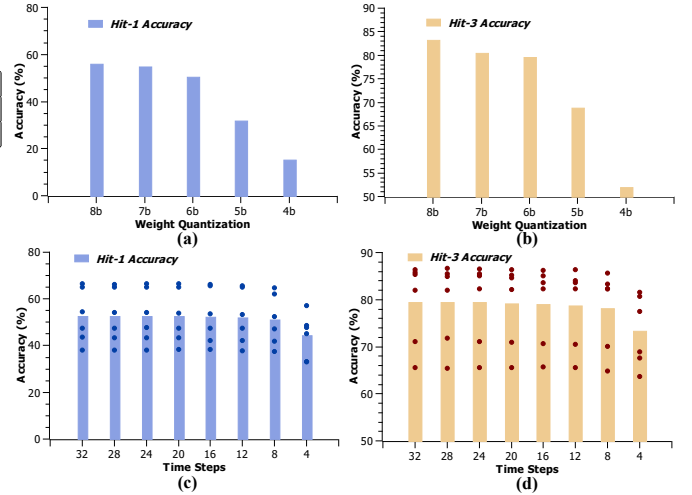 Hit-1 Accuracy
Accuracy (%)
80
60
40
20
0
8b 7b 6b 5b 4b
Weight Quantization
(a)
Hit-3 Accuracy
Accuracy (%)
90
85
80
75
70
65
60
55
50
8b 7b 6b 5b 4b
Weight Quantization
(b)
Hit-1 Accuracy
Accuracy (%)
80
60
40
20
0
32 28 24 20 16 12 8 4
Time Steps
(c)
Hit-3 Accuracy
Accuracy (%)
90
80
70
60
50
32 28 24 20 16 12 8 4
Time Steps
(d)